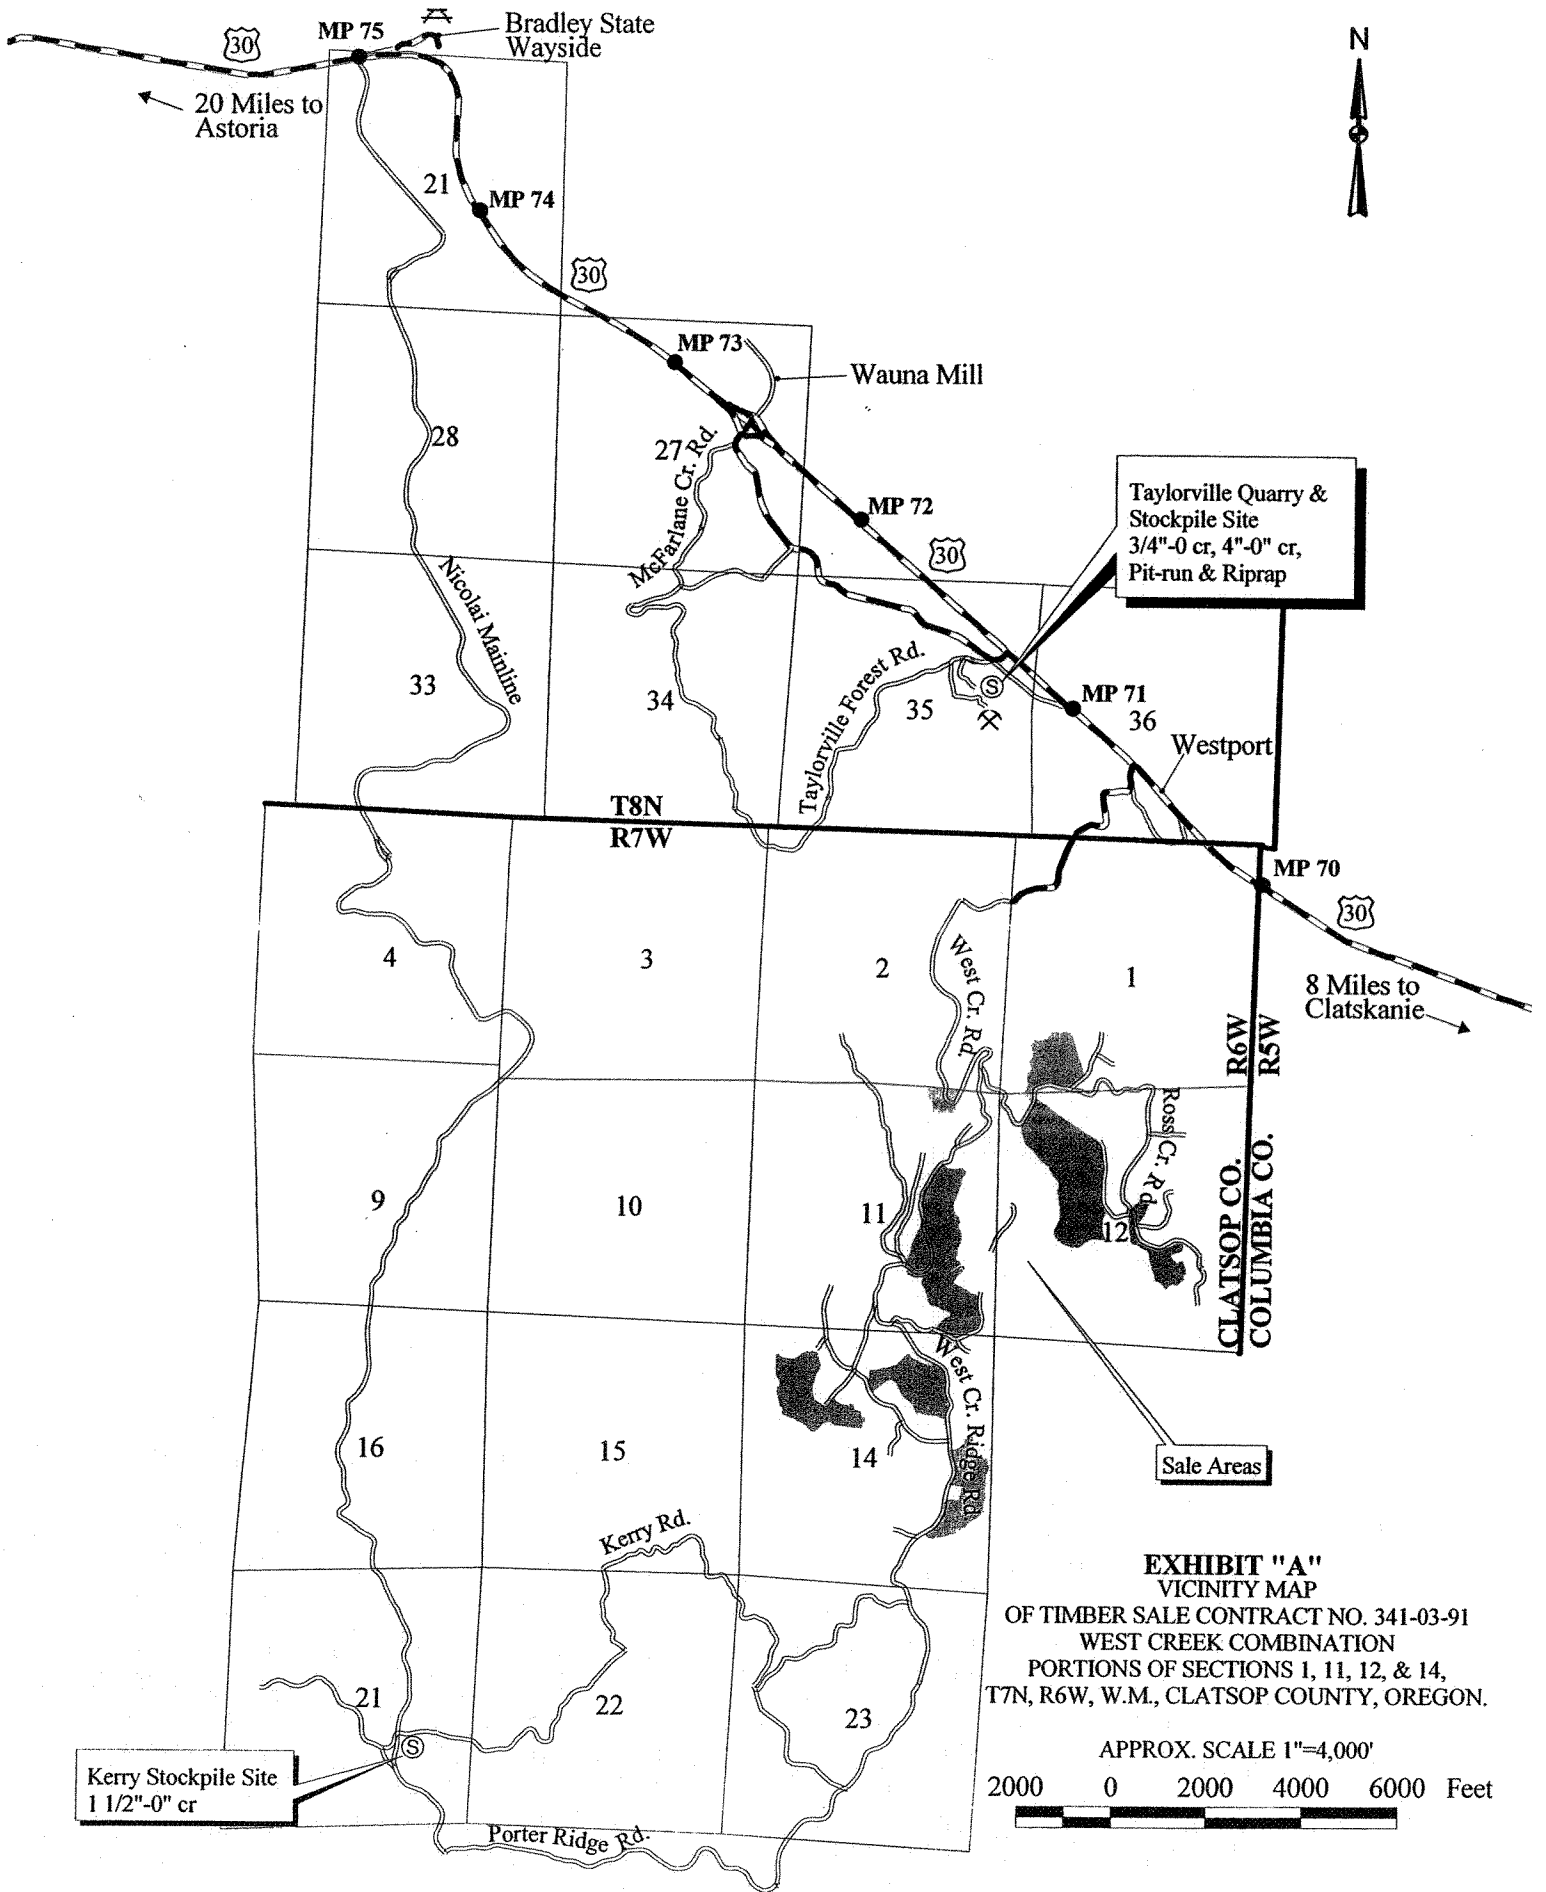 MP 75
Bradley State
Wayside
30
20 Miles to
Astoria
N
21
MP 74
30
MP 73
Wauna Mill
28
27
McFarlane Cr. Rd.
MP 72
30
Taylorville Quarry &
Stockpile Site
3/4"-0 cr, 4"-0" cr,
Pit-run & Riprap
Nicolai Mainline
33
34
Taylorville Forest Rd.
35
S
MP 71
36
Westport
T8N
R7W
MP 70
30
4
3
2
West Cr. Rd.
1
8 Miles to
Clatskanie
R6W
R5W
Ross Cr. Rd
9
10
11
12
CLATSOP CO.
COLUMBIA CO.
West Cr. Ridge Rd
16
15
14
Sale Areas
Kerry Rd.
21
22
23
S
Kerry Stockpile Site
1 1/2"-0" cr
Porter Ridge Rd.
EXHIBIT "A"
VICINITY MAP
OF TIMBER SALE CONTRACT NO. 341-03-91
WEST CREEK COMBINATION
PORTIONS OF SECTIONS 1, 11, 12, & 14,
T7N, R6W, W.M., CLATSOP COUNTY, OREGON.
APPROX. SCALE 1"=4,000'
2000 0 2000 4000 6000 Feet